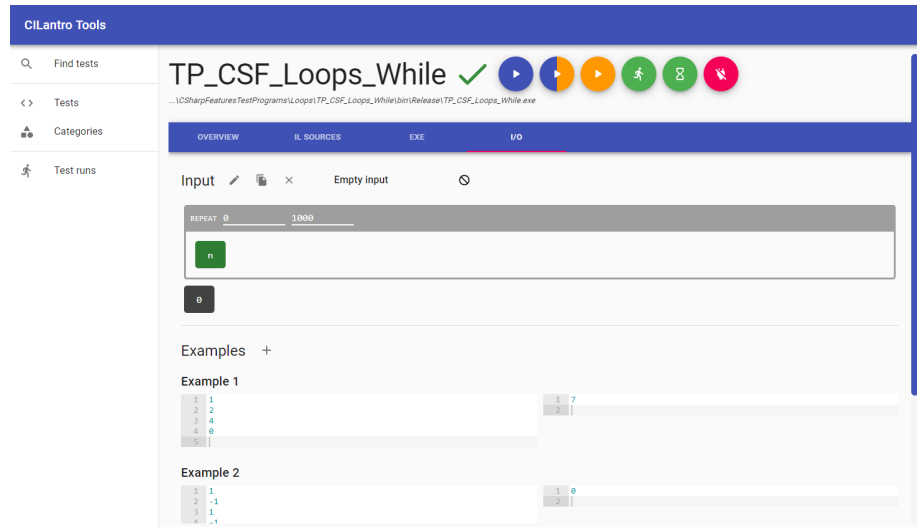 CILantro Tools
Find tests
Tests
Categories
Test runs
TP_CSF_Loops_While
...\CSharpFeaturesTestPrograms\Loops\TP_CSF_Loops_While\bin\Release\TP_CSF_Loops_While.exe
OVERVIEW IL SOURCES EXE I/O
Input Empty input
REPEAT 0 1000
n
0
Examples
Example 1
1 1
2 2
3 4
4 0
5
1 7
2
Example 2
1 1
2 -1
3 1
4 -1
1 0
2